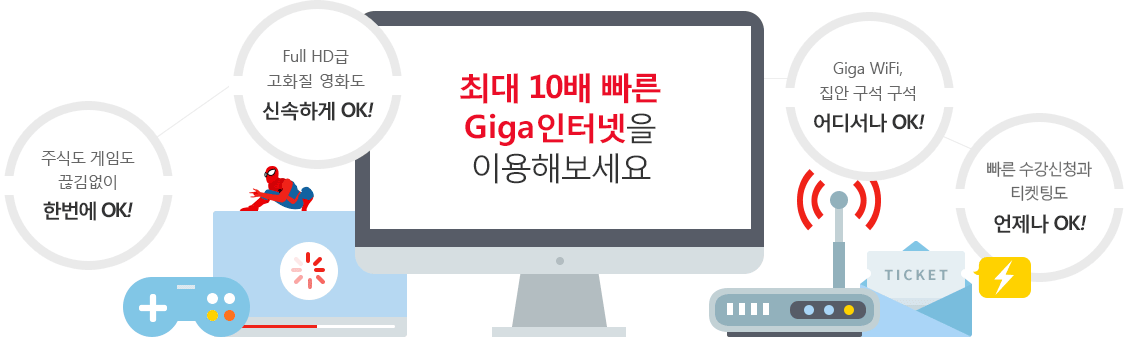 주식도 게임도
끊김없이
한번에 OK!
Full HD급
고화질 영화도
신속하게 OK!
최대 10배 빠른
Giga인터넷을
이용해보세요
Giga WiFi,
집안 구석 구석
어디서나 OK!
빠른 수강신청과
티켓팅도
언제나 OK!
TICKET